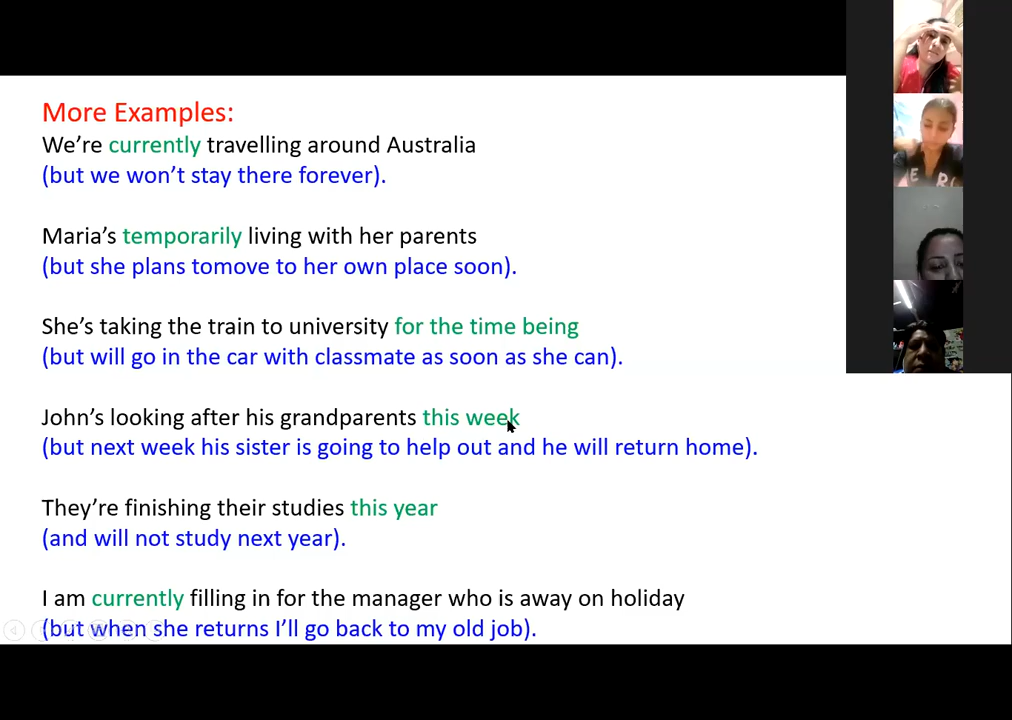 More Examples:
We're currently travelling around Australia
(but we won't stay there forever).
Maria's temporarily living with her parents
(but she plans tomove to her own place soon).
She's taking the train to university for the time being
(but will go in the car with classmate as soon as she can).
John's looking after his grandparents this week
(but next week his sister is going to help out and he will return home).
They're finishing their studies this year
(and will not study next year).
I am currently filling in for the manager who is away on holiday
(but when she returns I'll go back to my old job).